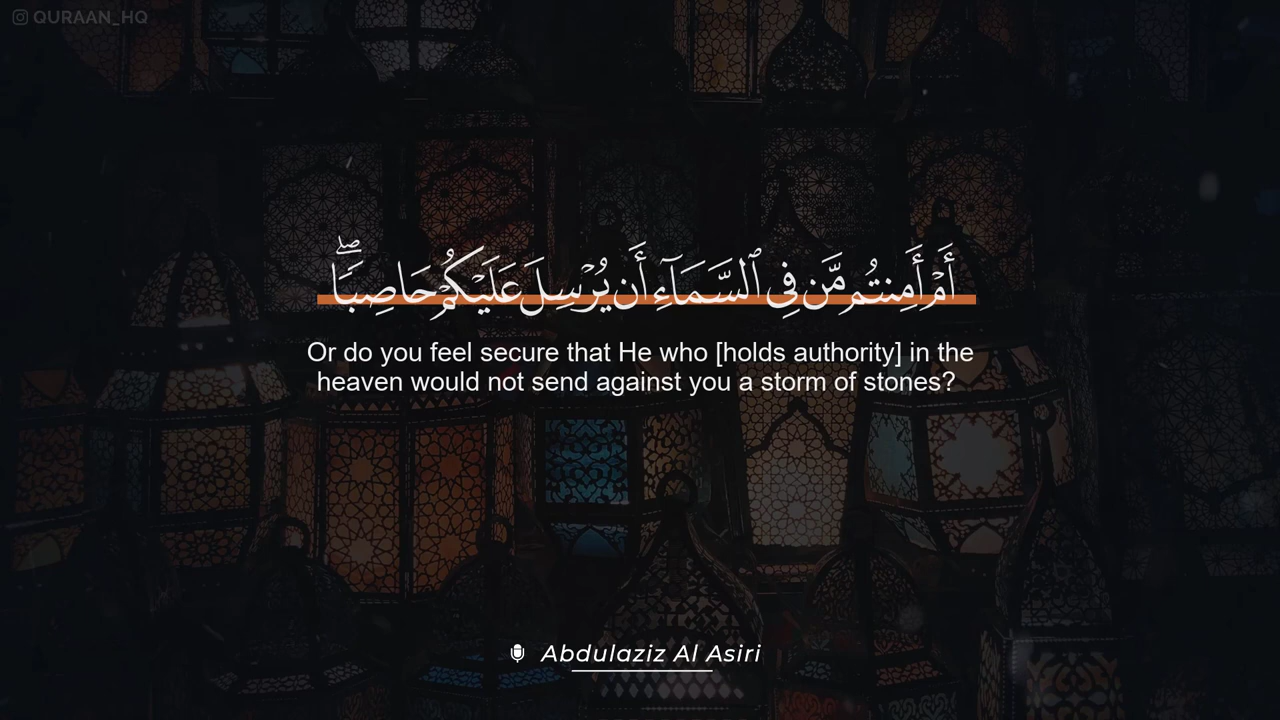 QURAAN_HQ
أَمۡ أَمِنتُم مَّن فِى ٱلسَّمَآءِ أَن يُرۡسِلَ عَلَيۡكُمۡ حَاصِبًاۖ
Or do you feel secure that He who [holds authority] in the
heaven would not send against you a storm of stones?
Abdulaziz Al Asiri